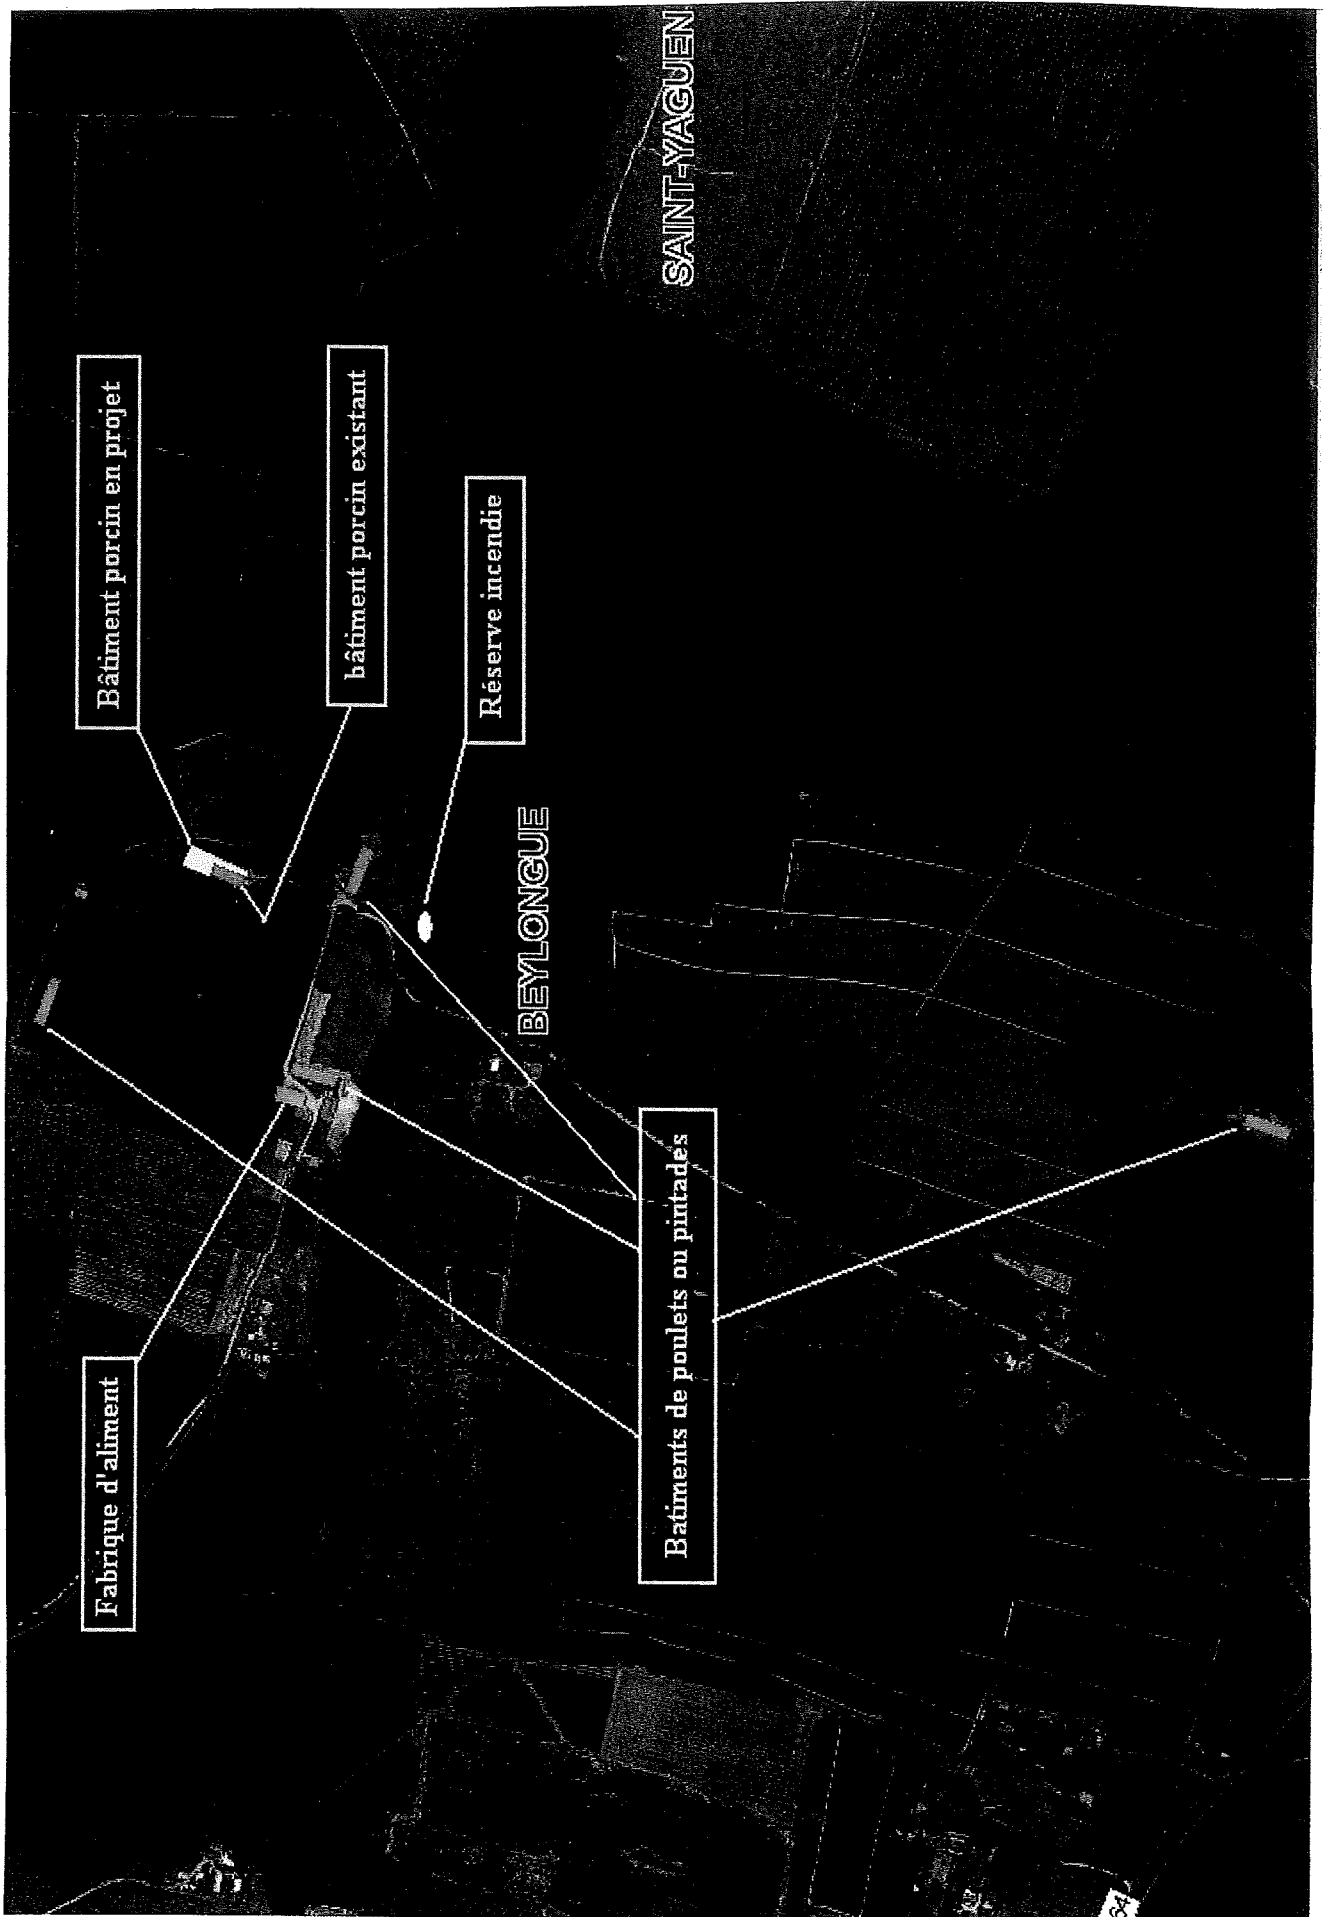 Bâtiment porcin en projet
bâtiment porcin existant
Réserve incendie
SAINT-YAGUEN
BEYLONGUE
Fabrique d'aliment
Batiments de poulets ou pintades
64